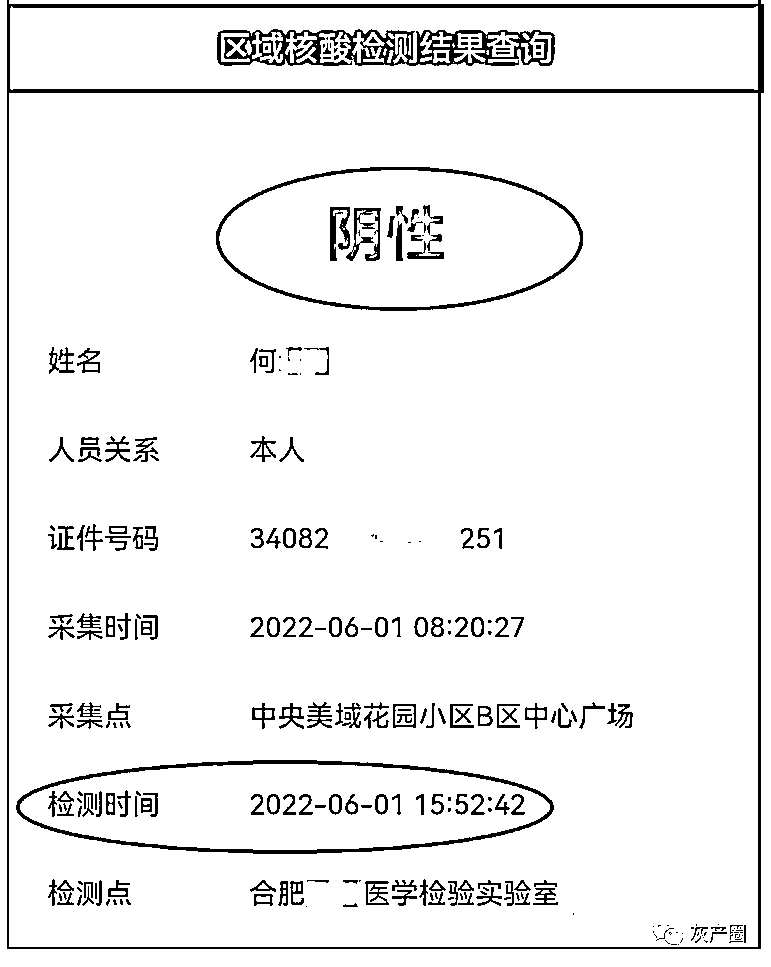 区域核酸检测结果查询
阴性
姓名 何
人员关系 本人
证件号码 34082 251
采集时间 2022-06-01 08:20:27
采集点 中央美域花园小区B区中心广场
检测时间 2022-06-01 15:52:42
检测点 合肥 医学检验实验室
灰产圈